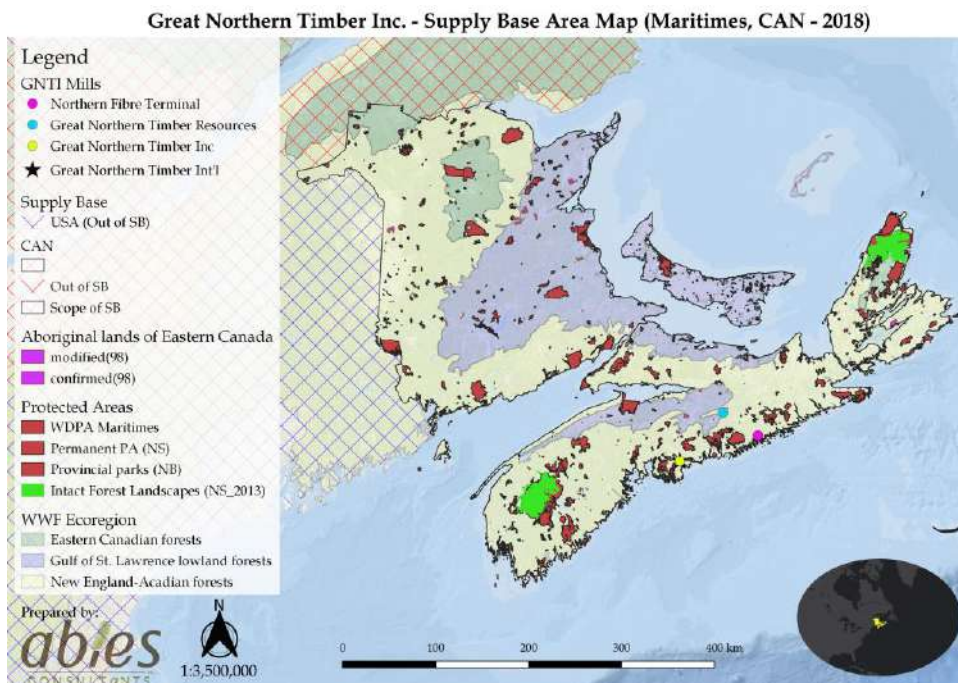 Great Northern Timber Inc. - Supply Base Area Map (Maritimes, CAN - 2018)
Legend
GNTI Mills
Northern Fibre Terminal
Great Northern Timber Resources
Great Northern Timber Inc
Great Northern Timber Int'l
Supply Base
USA (Out of SB)
CAN
Out of SB
Scope of SB
Aboriginal lands of Eastern Canada
modified(98)
confirmed(98)
Protected Areas
WDPA Maritimes
Permanent PA (NS)
Provincial parks (NB)
Intact Forest Landscapes (NS_2013)
WWF Ecoregion
Eastern Canadian forests
Gulf of St. Lawrence lowland forests
New England-Acadian forests
Prepared by:
abies
CONSULTANTS
N
1:3,500,000
0 100 200 300 400 km